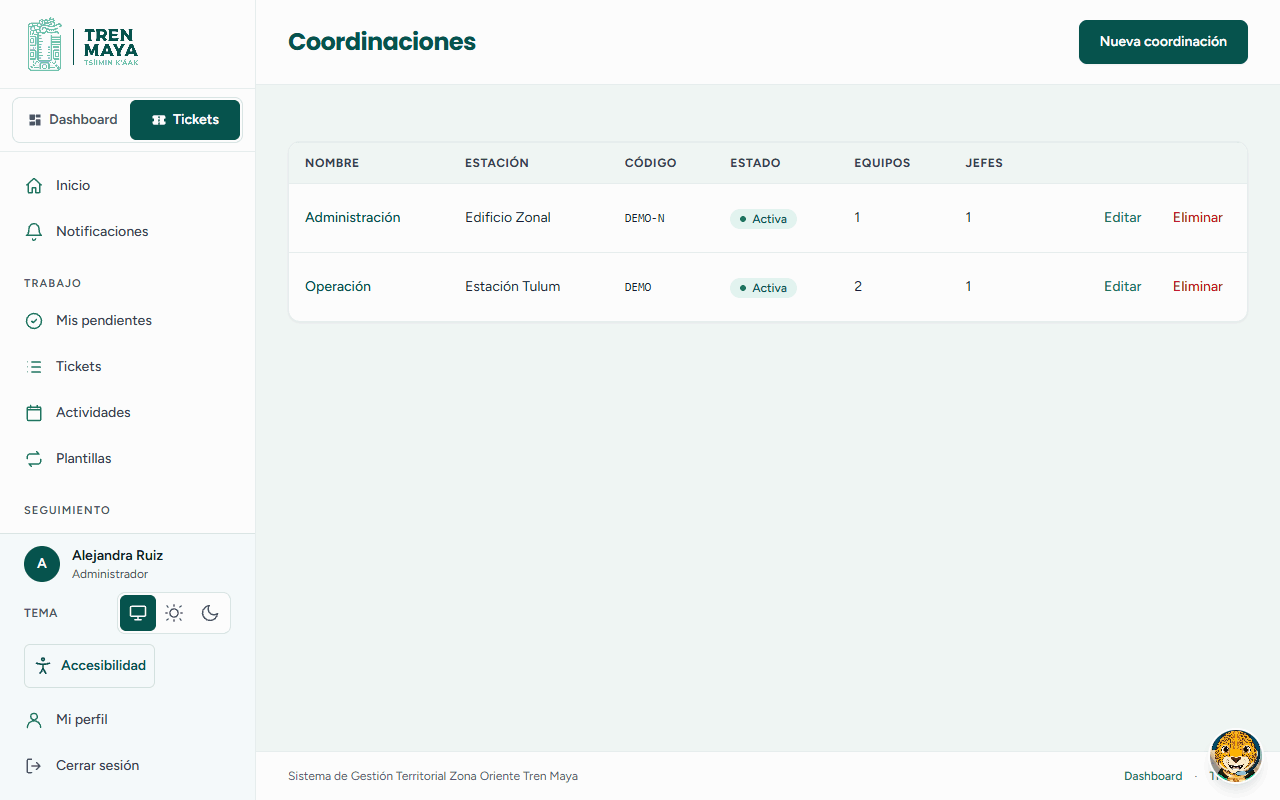 TREN
MAYA
TSÍIMIN K'ÁAK
Dashboard
Tickets
Inicio
Notificaciones
TRABAJO
Mis pendientes
Tickets
Actividades
Plantillas
SEGUIMIENTO
A
Alejandra Ruiz
Administrador
TEMA
Accesibilidad
Mi perfil
Cerrar sesión
Coordinaciones
Nueva coordinación
NOMBRE ESTACIÓN CÓDIGO ESTADO EQUIPOS JEFES
Administración Edificio Zonal DEMO-N Activa 1 1 Editar Eliminar
Operación Estación Tulum DEMO Activa 2 1 Editar Eliminar
Sistema de Gestión Territorial Zona Oriente Tren Maya
Dashboard ·